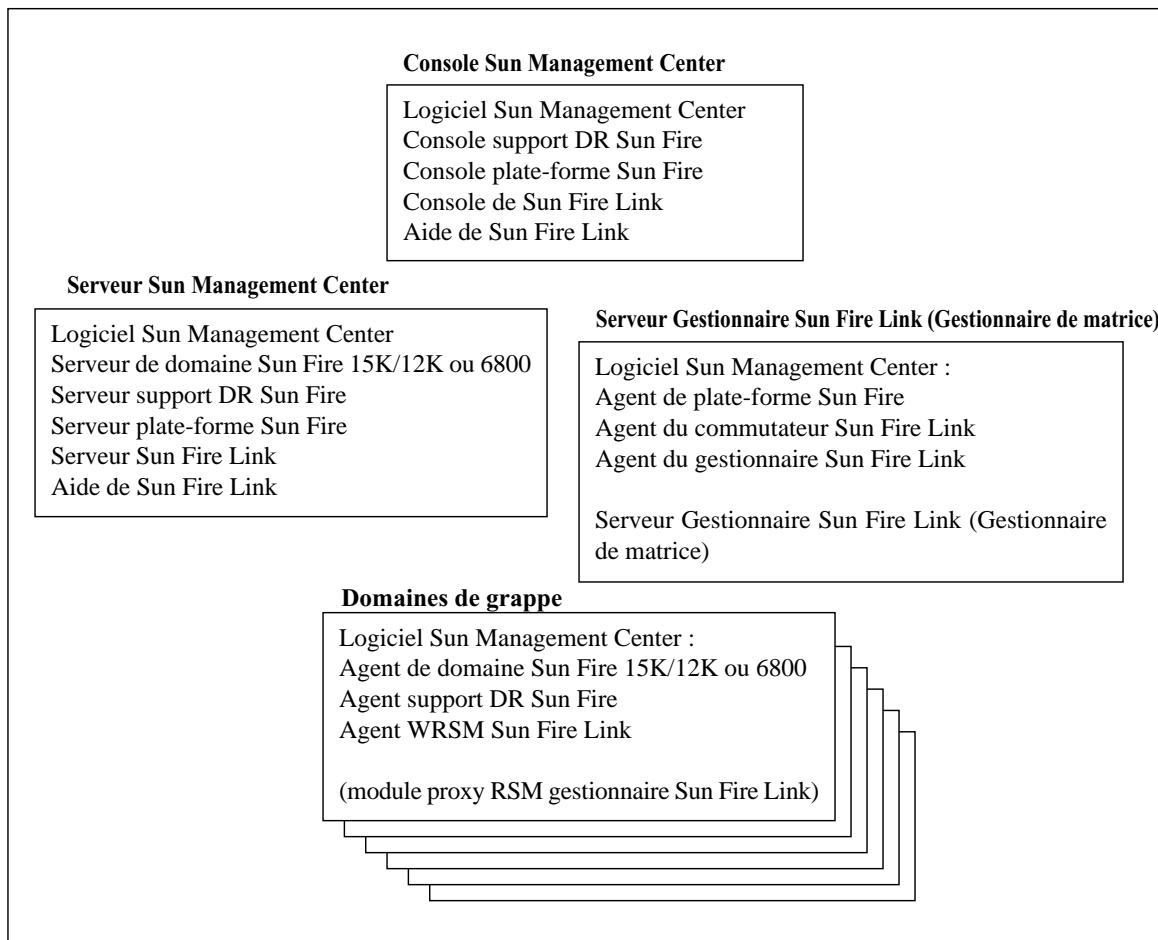 Console Sun Management Center
Logiciel Sun Management Center
Console support DR Sun Fire
Console plate-forme Sun Fire
Console de Sun Fire Link
Aide de Sun Fire Link
Serveur Sun Management Center
Logiciel Sun Management Center
Serveur de domaine Sun Fire 15K/12K ou 6800
Serveur support DR Sun Fire
Serveur plate-forme Sun Fire
Serveur Sun Fire Link
Aide de Sun Fire Link
Serveur Gestionnaire Sun Fire Link (Gestionnaire de matrice)
Logiciel Sun Management Center :
Agent de plate-forme Sun Fire
Agent du commutateur Sun Fire Link
Agent du gestionnaire Sun Fire Link
Serveur Gestionnaire Sun Fire Link (Gestionnaire
de matrice)
Domaines de grappe
Logiciel Sun Management Center :
Agent de domaine Sun Fire 15K/12K ou 6800
Agent support DR Sun Fire
Agent WRSM Sun Fire Link
(module proxy RSM gestionnaire Sun Fire Link)